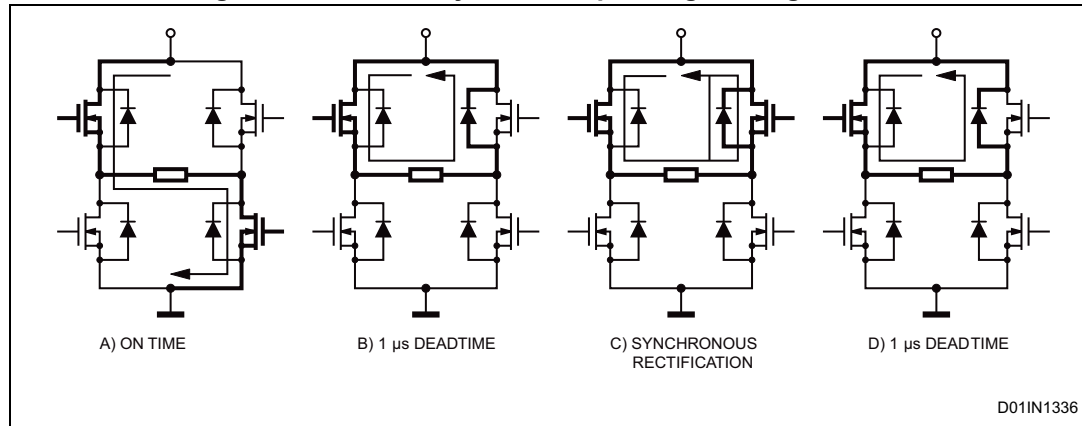 A) ON TIME
B) 1 µs DEADTIME
C) SYNCHRONOUS
RECTIFICATION
D) 1 µs DEADTIME
D01IN1336